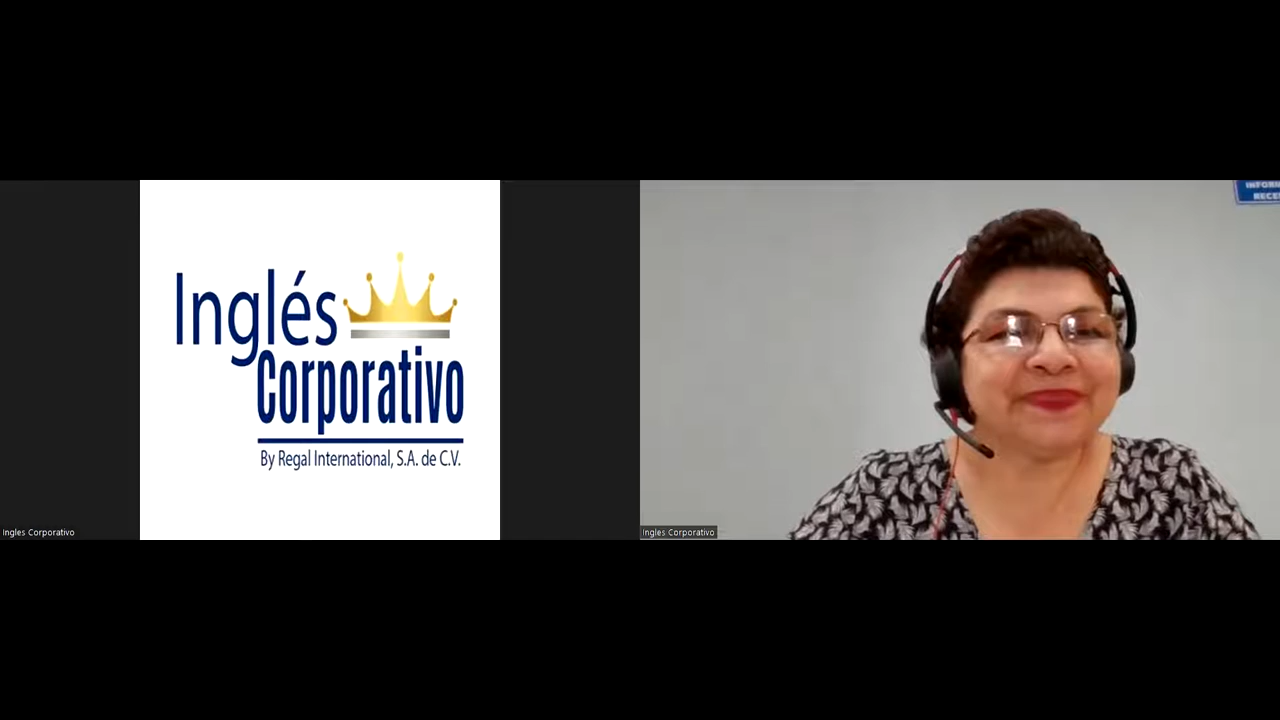 Inglés
Corporativo
By Regal International, S.A. de C.V.
Ingles Corporativo
Ingles Corporativo